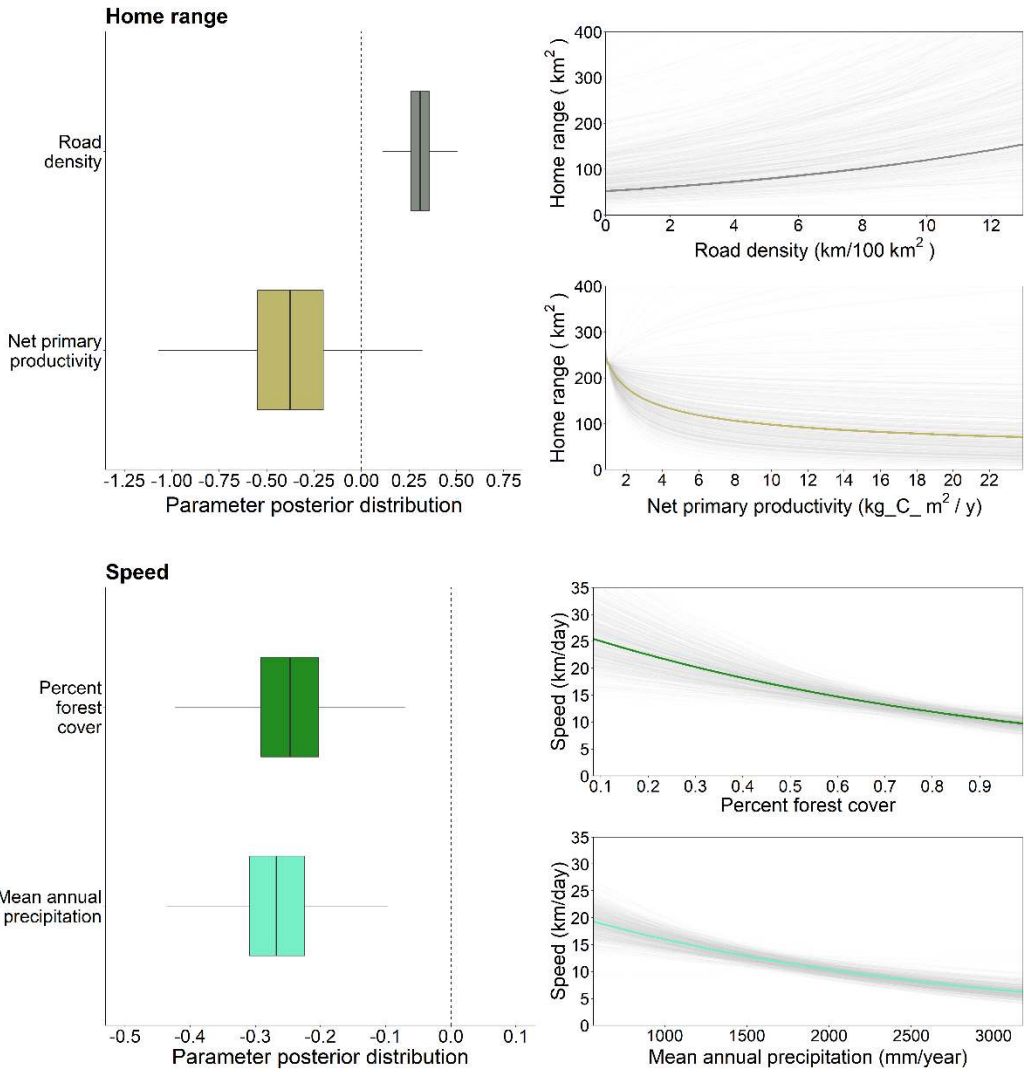 Home range
Road
density
Net primary
productivity
-1.25 -1.00 -0.75 -0.50 -0.25 0.00 0.25 0.50 0.75
Parameter posterior distribution
400
300
200
100
0
Home range ( km² )
0 2 4 6 8 10 12
Road density (km/100 km² )
400
300
200
100
0
Home range ( km² )
2 4 6 8 10 12 14 16 18 20 22
Net primary productivity (kg_C_ m² / y)
Speed
Percent
forest
cover
Mean annual
precipitation
-0.5 -0.4 -0.3 -0.2 -0.1 0.0 0.1
Parameter posterior distribution
35
30
25
20
15
10
5
0
Speed (km/day)
0.1 0.2 0.3 0.4 0.5 0.6 0.7 0.8 0.9
Percent forest cover
35
30
25
20
15
10
5
0
Speed (km/day)
1000 1500 2000 2500 3000
Mean annual precipitation (mm/year)